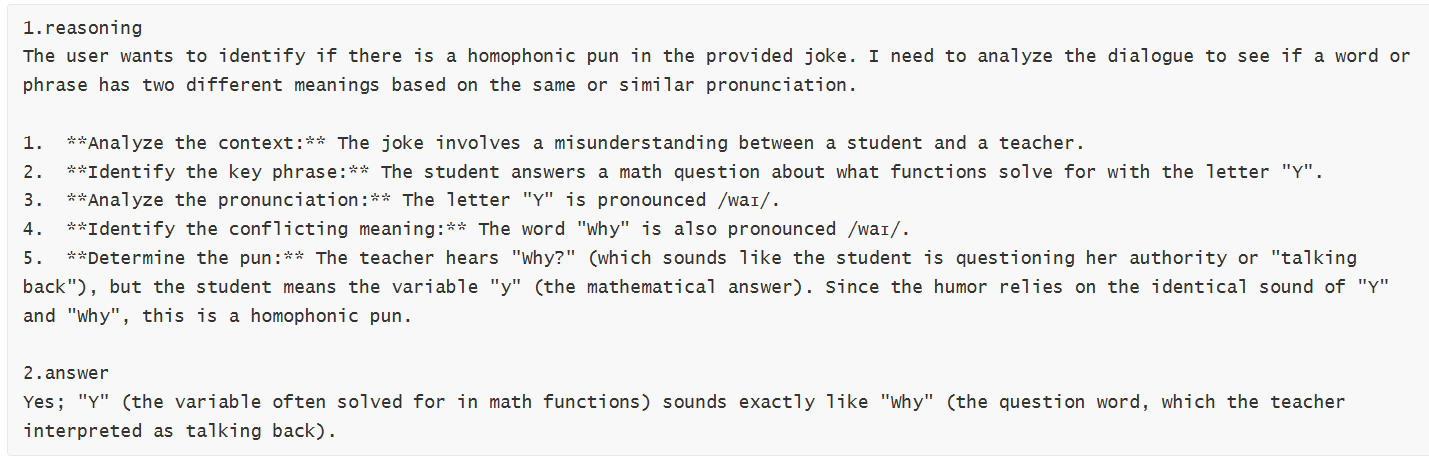 1.reasoning
The user wants to identify if there is a homophonic pun in the provided joke. I need to analyze the dialogue to see if a word or
phrase has two different meanings based on the same or similar pronunciation.
1.  **Analyze the context:** The joke involves a misunderstanding between a student and a teacher.
2.  **Identify the key phrase:** The student answers a math question about what functions solve for with the letter "Y".
3.  **Analyze the pronunciation:** The letter "Y" is pronounced /waɪ/.
4.  **Identify the conflicting meaning:** The word "Why" is also pronounced /waɪ/.
5.  **Determine the pun:** The teacher hears "Why?" (which sounds like the student is questioning her authority or "talking
back"), but the student means the variable "y" (the mathematical answer). Since the humor relies on the identical sound of "Y"
and "Why", this is a homophonic pun.
2.answer
Yes; "Y" (the variable often solved for in math functions) sounds exactly like "Why" (the question word, which the teacher
interpreted as talking back).